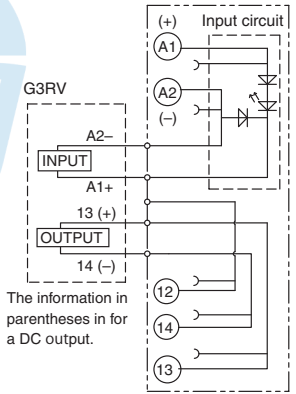 (+)
Input circuit
A1
G3RV
A2
(–)
A2–
INPUT
A1+
13 (+)
OUTPUT
14 (–)
The information in
parentheses in for
a DC output.
12
14
13